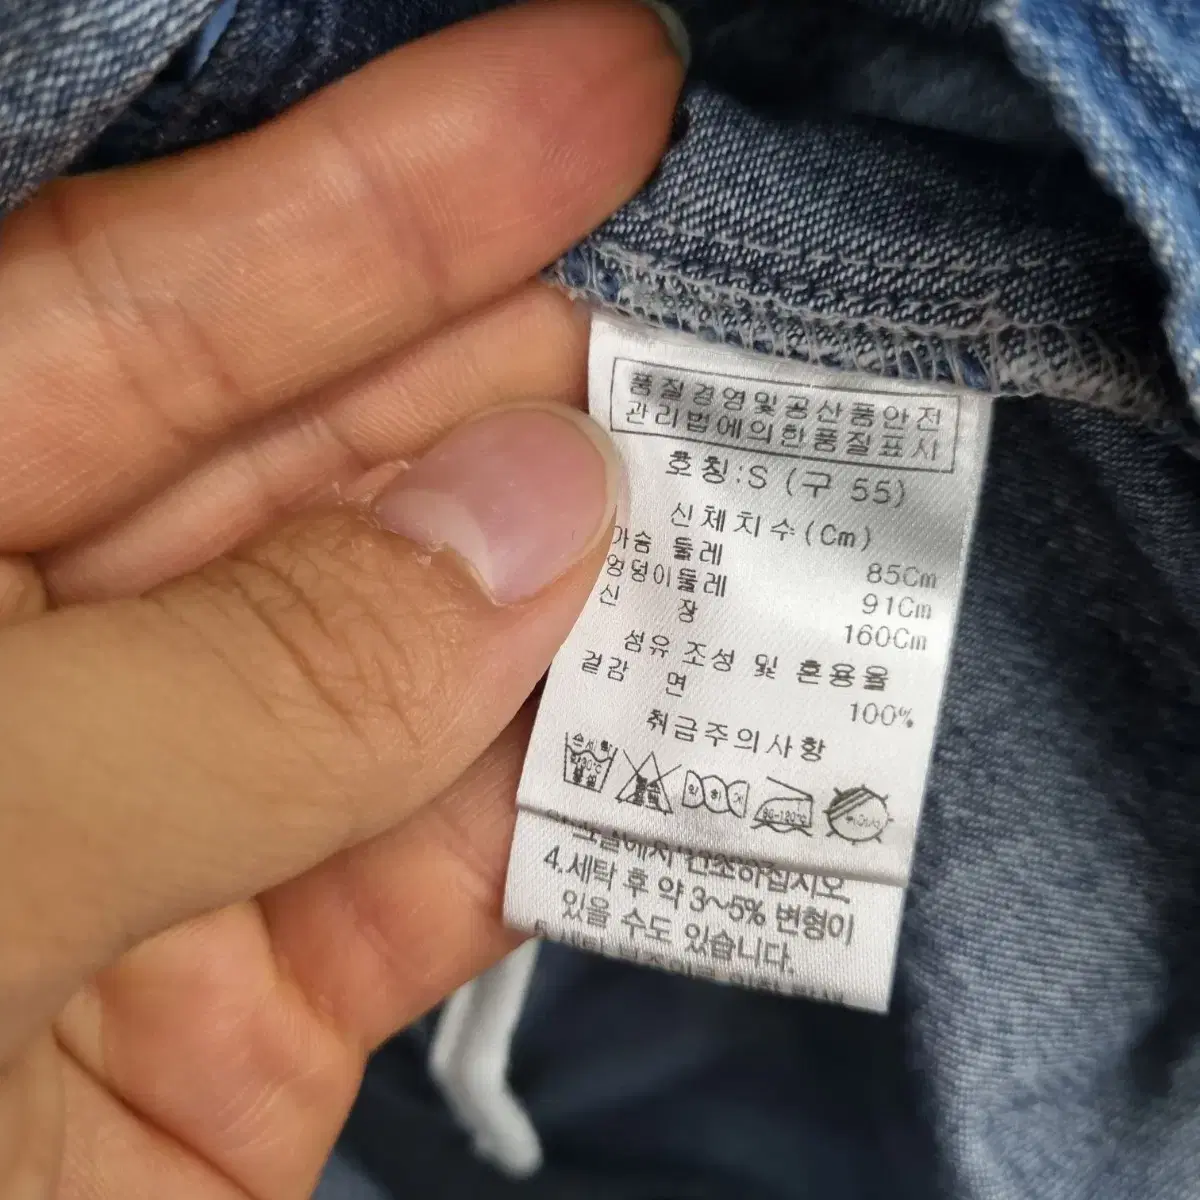 품질경영및공산품안전
관리법에의한품질표시
호칭:S (구 55)
신체치수(Cm)
가슴 둘레 85Cm
엉덩이둘레 91Cm
신 장 160Cm
섬유 조성 및 혼용율
겉감 면 100%
취급주의사항
80~120℃
4.세탁 후 약 3~5% 변형이
있을 수도 있습니다.